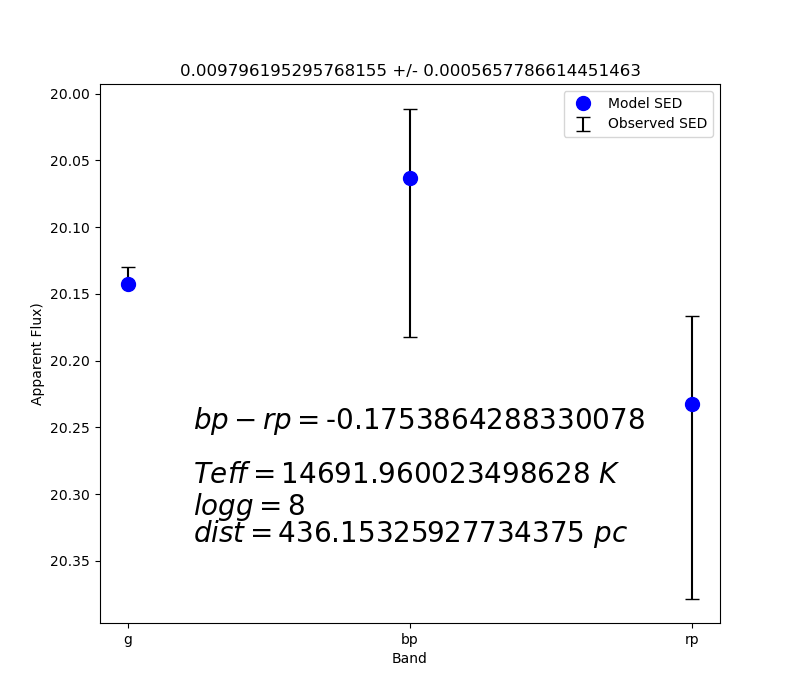 0.009796195295768155 +/- 0.0005657786614451463
Model SED
Observed SED
Apparent Flux)
20.00
20.05
20.10
20.15
20.20
20.25
20.30
20.35
bp − rp = -0.1753864288330078
Teff = 14691.960023498628 K
logg = 8
dist = 436.15325927734375 pc
g bp rp
Band